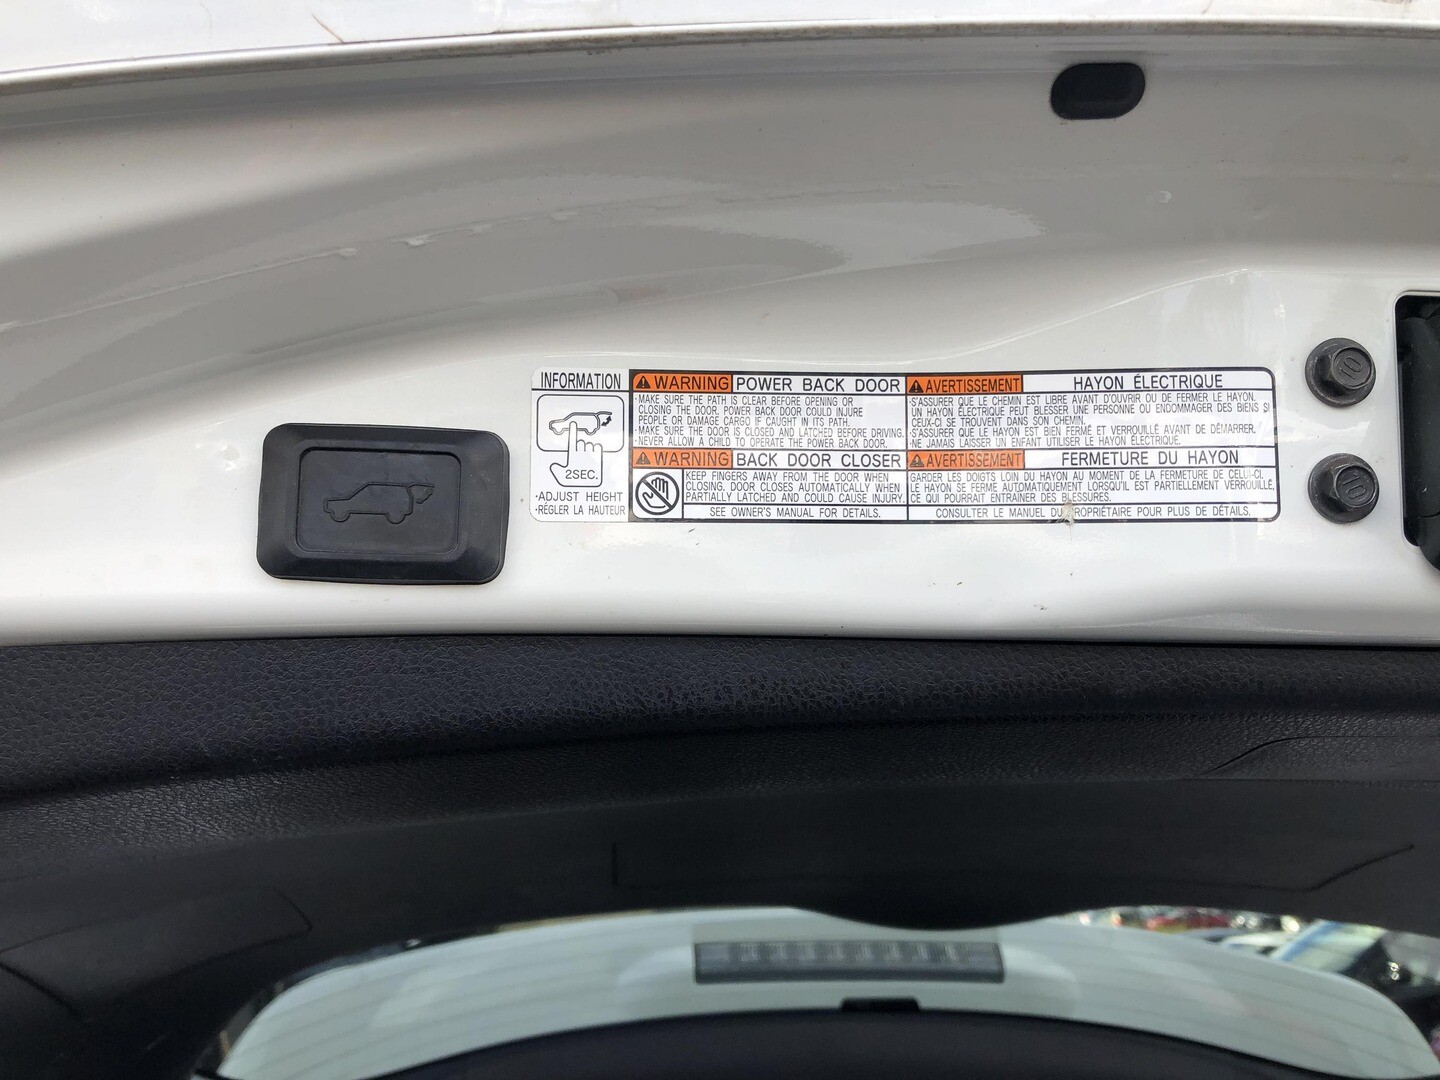 INFORMATION
2SEC.
·ADJUST HEIGHT
·RÉGLER LA HAUTEUR
WARNING POWER BACK DOOR
·MAKE SURE THE PATH IS CLEAR BEFORE OPENING OR
CLOSING THE DOOR. POWER BACK DOOR COULD INJURE
PEOPLE OR DAMAGE CARGO IF CAUGHT IN ITS PATH.
·MAKE SURE THE DOOR IS CLOSED AND LATCHED BEFORE DRIVING.
·NEVER ALLOW A CHILD TO OPERATE THE POWER BACK DOOR.
WARNING BACK DOOR CLOSER
KEEP FINGERS AWAY FROM THE DOOR WHEN
CLOSING. DOOR CLOSES AUTOMATICALLY WHEN
PARTIALLY LATCHED AND COULD CAUSE INJURY.
SEE OWNER'S MANUAL FOR DETAILS.
AVERTISSEMENT HAYON ÉLECTRIQUE
·S'ASSURER QUE LE CHEMIN EST LIBRE AVANT D'OUVRIR OU DE FERMER LE HAYON.
UN HAYON ÉLECTRIQUE PEUT BLESSER UNE PERSONNE OU ENDOMMAGER DES BIENS SI
CEUX-CI SE TROUVENT DANS SON CHEMIN.
·S'ASSURER QUE LE HAYON EST BIEN FERMÉ ET VERROUILLÉ AVANT DE DÉMARRER.
·NE JAMAIS LAISSER UN ENFANT UTILISER LE HAYON ÉLECTRIQUE.
AVERTISSEMENT FERMETURE DU HAYON
GARDER LES DOIGTS LOIN DU HAYON AU MOMENT DE LA FERMETURE DE CELUI-CI.
LE HAYON SE FERME AUTOMATIQUEMENT LORSQU'IL EST PARTIELLEMENT VERROUILLÉ,
CE QUI POURRAIT ENTRAÎNER DES BLESSURES.
CONSULTER LE MANUEL DU PROPRIÉTAIRE POUR PLUS DE DÉTAILS.
10
10